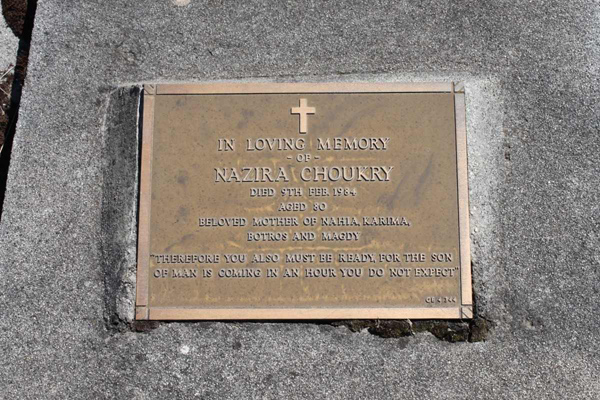 IN LOVING MEMORY
- OF -
NAZIRA CHOUKRY
DIED 9TH FEB. 1984
AGED 80
BELOVED MOTHER OF NAHIA, KARIMA,
BOTROS AND MAGDY
"THEREFORE YOU ALSO MUST BE READY, FOR THE SON
OF MAN IS COMING IN AN HOUR YOU DO NOT EXPECT"